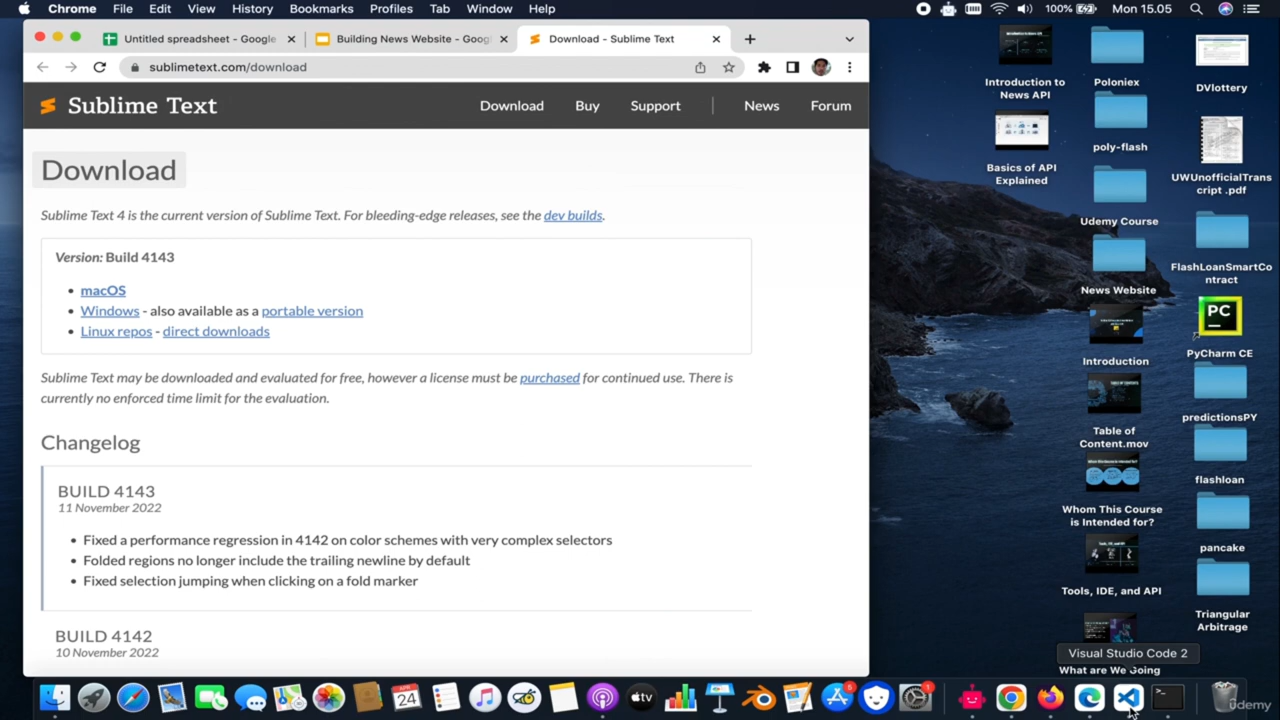 Chrome File Edit View History Bookmarks Profiles Tab Window Help
100% Mon 15.05
Untitled spreadsheet - Google
Building News Website - Goog
Download - Sublime Text
sublimetext.com/download
Sublime Text
Download Buy Support News Forum
Download
Sublime Text 4 is the current version of Sublime Text. For bleeding-edge releases, see the dev builds.
Version: Build 4143
macOS
Windows - also available as a portable version
Linux repos - direct downloads
Sublime Text may be downloaded and evaluated for free, however a license must be purchased for continued use. There is
currently no enforced time limit for the evaluation.
Changelog
BUILD 4143
11 November 2022
Fixed a performance regression in 4142 on color schemes with very complex selectors
Folded regions no longer include the trailing newline by default
Fixed selection jumping when clicking on a fold marker
BUILD 4142
10 November 2022
Introduction to
News API
Basics of API
Explained
Poloniex
poly-flash
Udemy Course
News Website
Introduction
Table of
Content.mov
Whom This Course
is Intended for?
Tools, IDE, and API
What are We Going
DVlottery
UWUnofficialTrans
cript .pdf
FlashLoanSmartCo
ntract
PC
PyCharm CE
predictionsPY
flashloan
pancake
Triangular
Arbitrage
Visual Studio Code 2
APR
24
tv
6
1
udemy